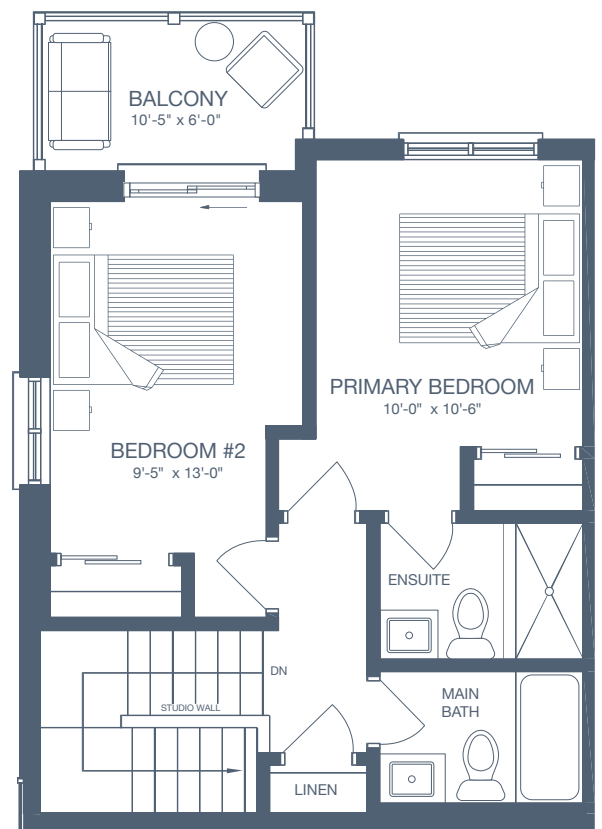 BALCONY
10'-5" x 6'-0"
PRIMARY BEDROOM
10'-0" x 10'-6"
BEDROOM #2
9'-5" x 13'-0"
ENSUITE
DN
STUDIO WALL
MAIN
BATH
LINEN